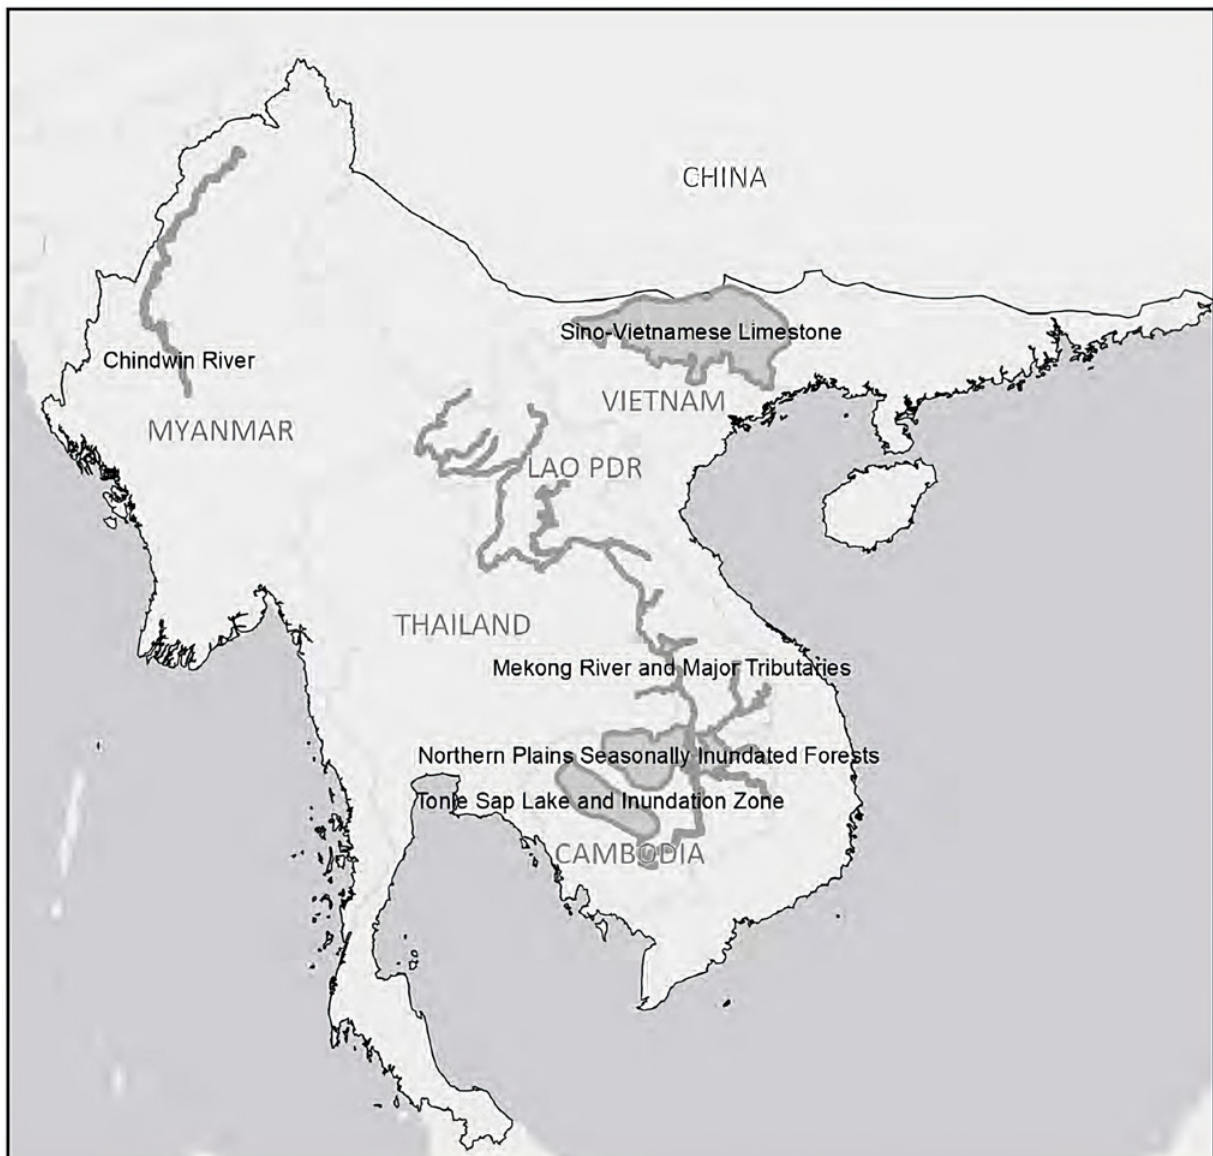 CHINA
Sino-Vietnamese Limestone
Chindwin River
VIETNAM
MYANMAR
LAO PDR
THAILAND
Mekong River and Major Tributaries
Northern Plains Seasonally Inundated Forests
Tonle Sap Lake and Inundation Zone
CAMBODIA